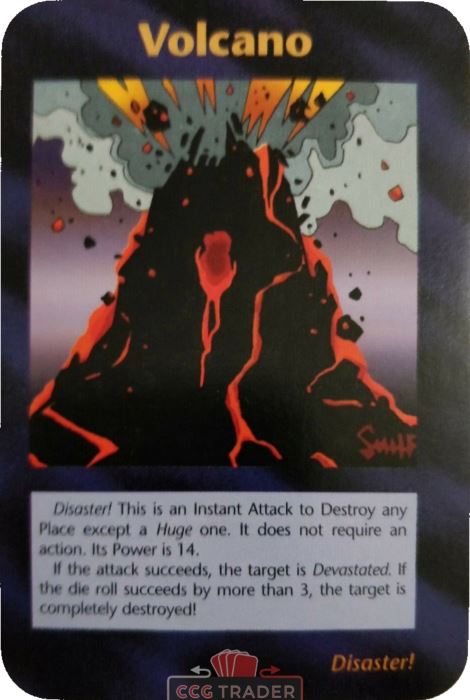 Volcano
Smith
Disaster! This is an Instant Attack to Destroy any
Place except a Huge one. It does not require an
action. Its Power is 14.
If the attack succeeds, the target is Devastated. If
the die roll succeeds by more than 3, the target is
completely destroyed!
Disaster!
CCG TRADER